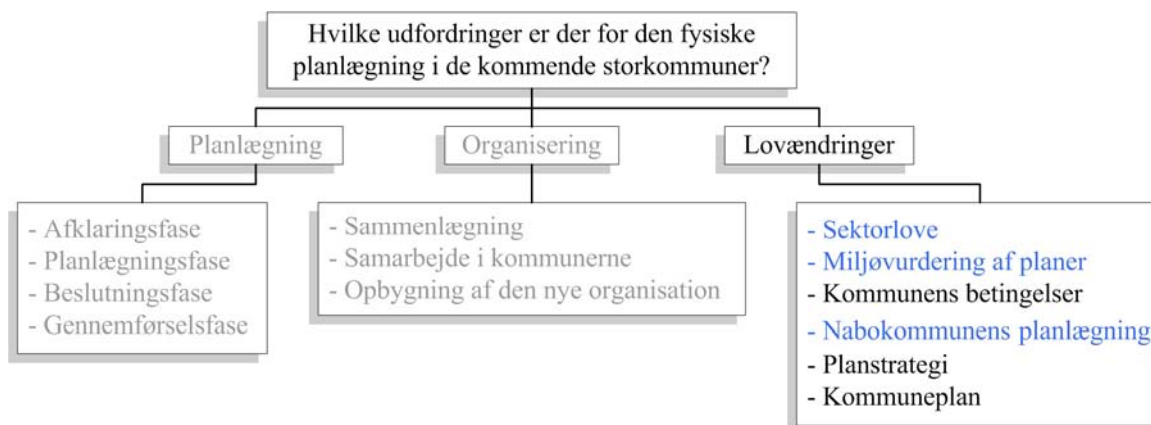 Hvilke udfordringer er der for den fysiske
planlægning i de kommende storkommuner?
Planlægning
Organisering
Lovændringer
- Afklaringsfase
- Planlægningsfase
- Beslutningsfase
- Gennemførselsfase
- Sammenlægning
- Samarbejde i kommunerne
- Opbygning af den nye organisation
- Sektorlove
- Miljøvurdering af planer
- Kommunens betingelser
- Nabokommunens planlægning
- Planstrategi
- Kommuneplan